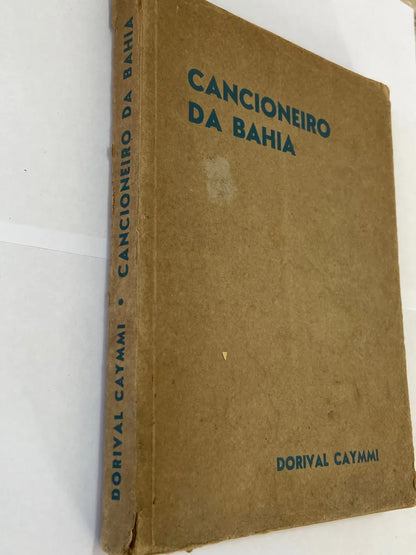 CANCIONEIRO
DA BAHIA
DORIVAL CAYMMI
DORIVAL CAYMMI • CANCIONEIRO DA BAHIA